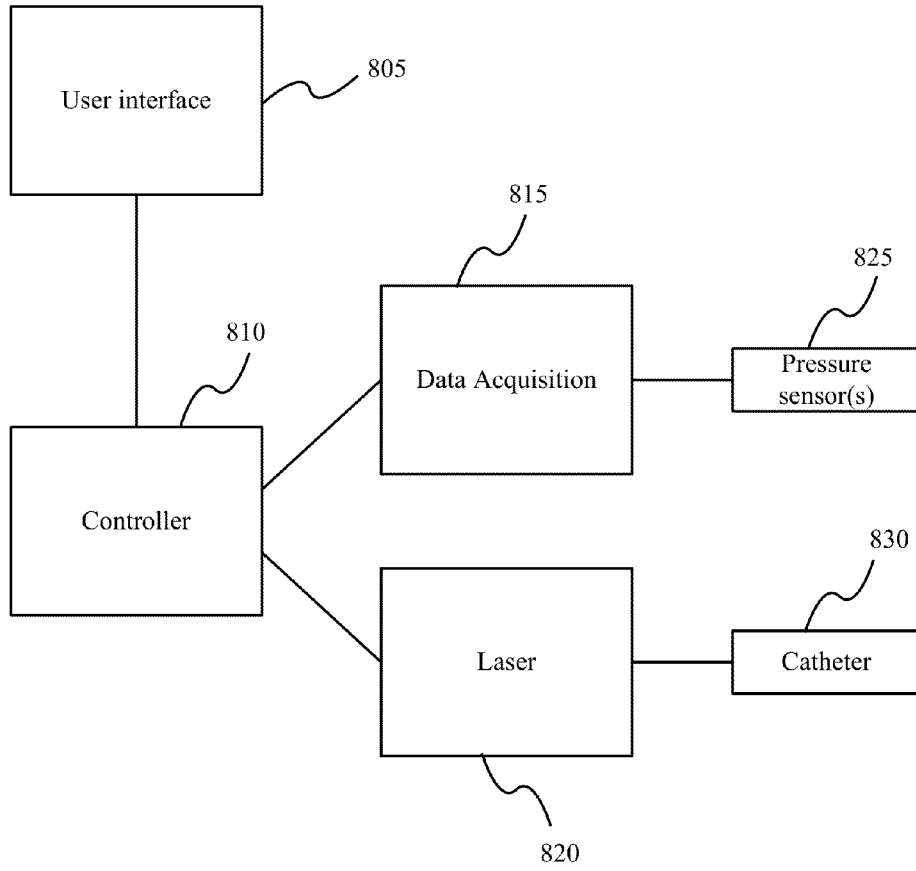 User interface
805
815
825
810
Data Acquisition
Pressure
sensor(s)
Controller
830
Laser
Catheter
820